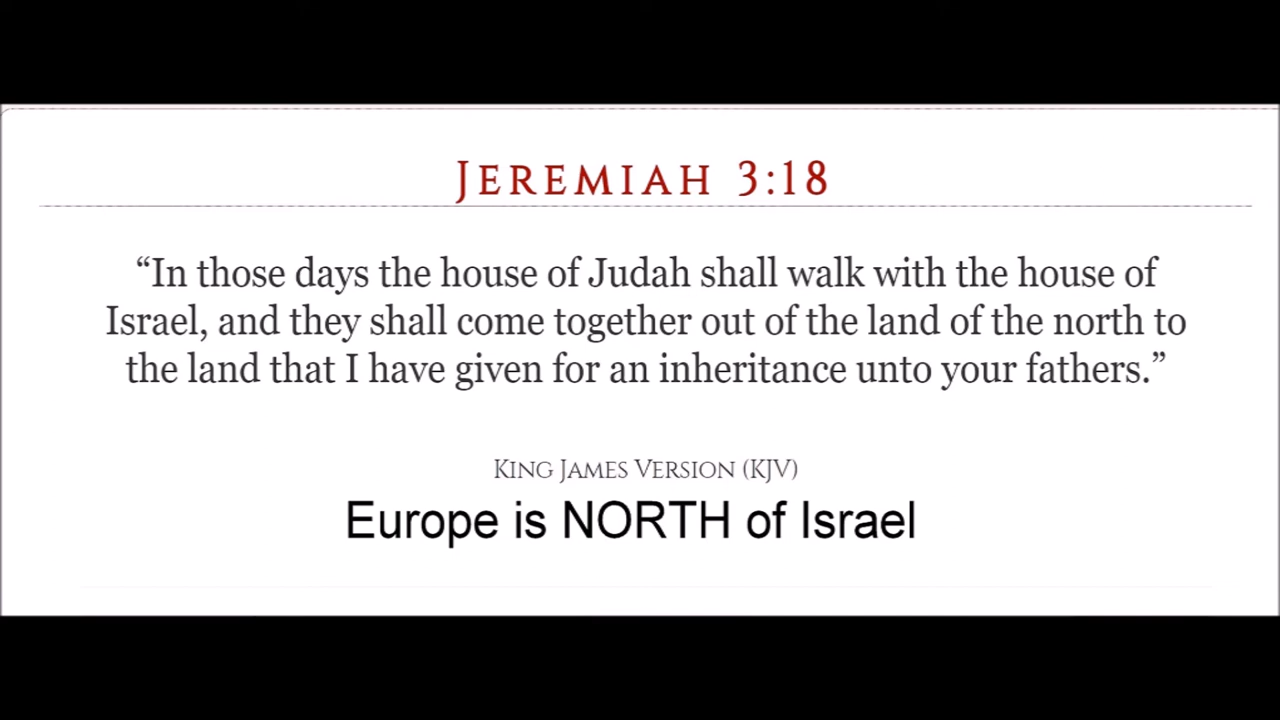 JEREMIAH 3:18
“In those days the house of Judah shall walk with the house of
Israel, and they shall come together out of the land of the north to
the land that I have given for an inheritance unto your fathers.”
KING JAMES VERSION (KJV)
Europe is NORTH of Israel